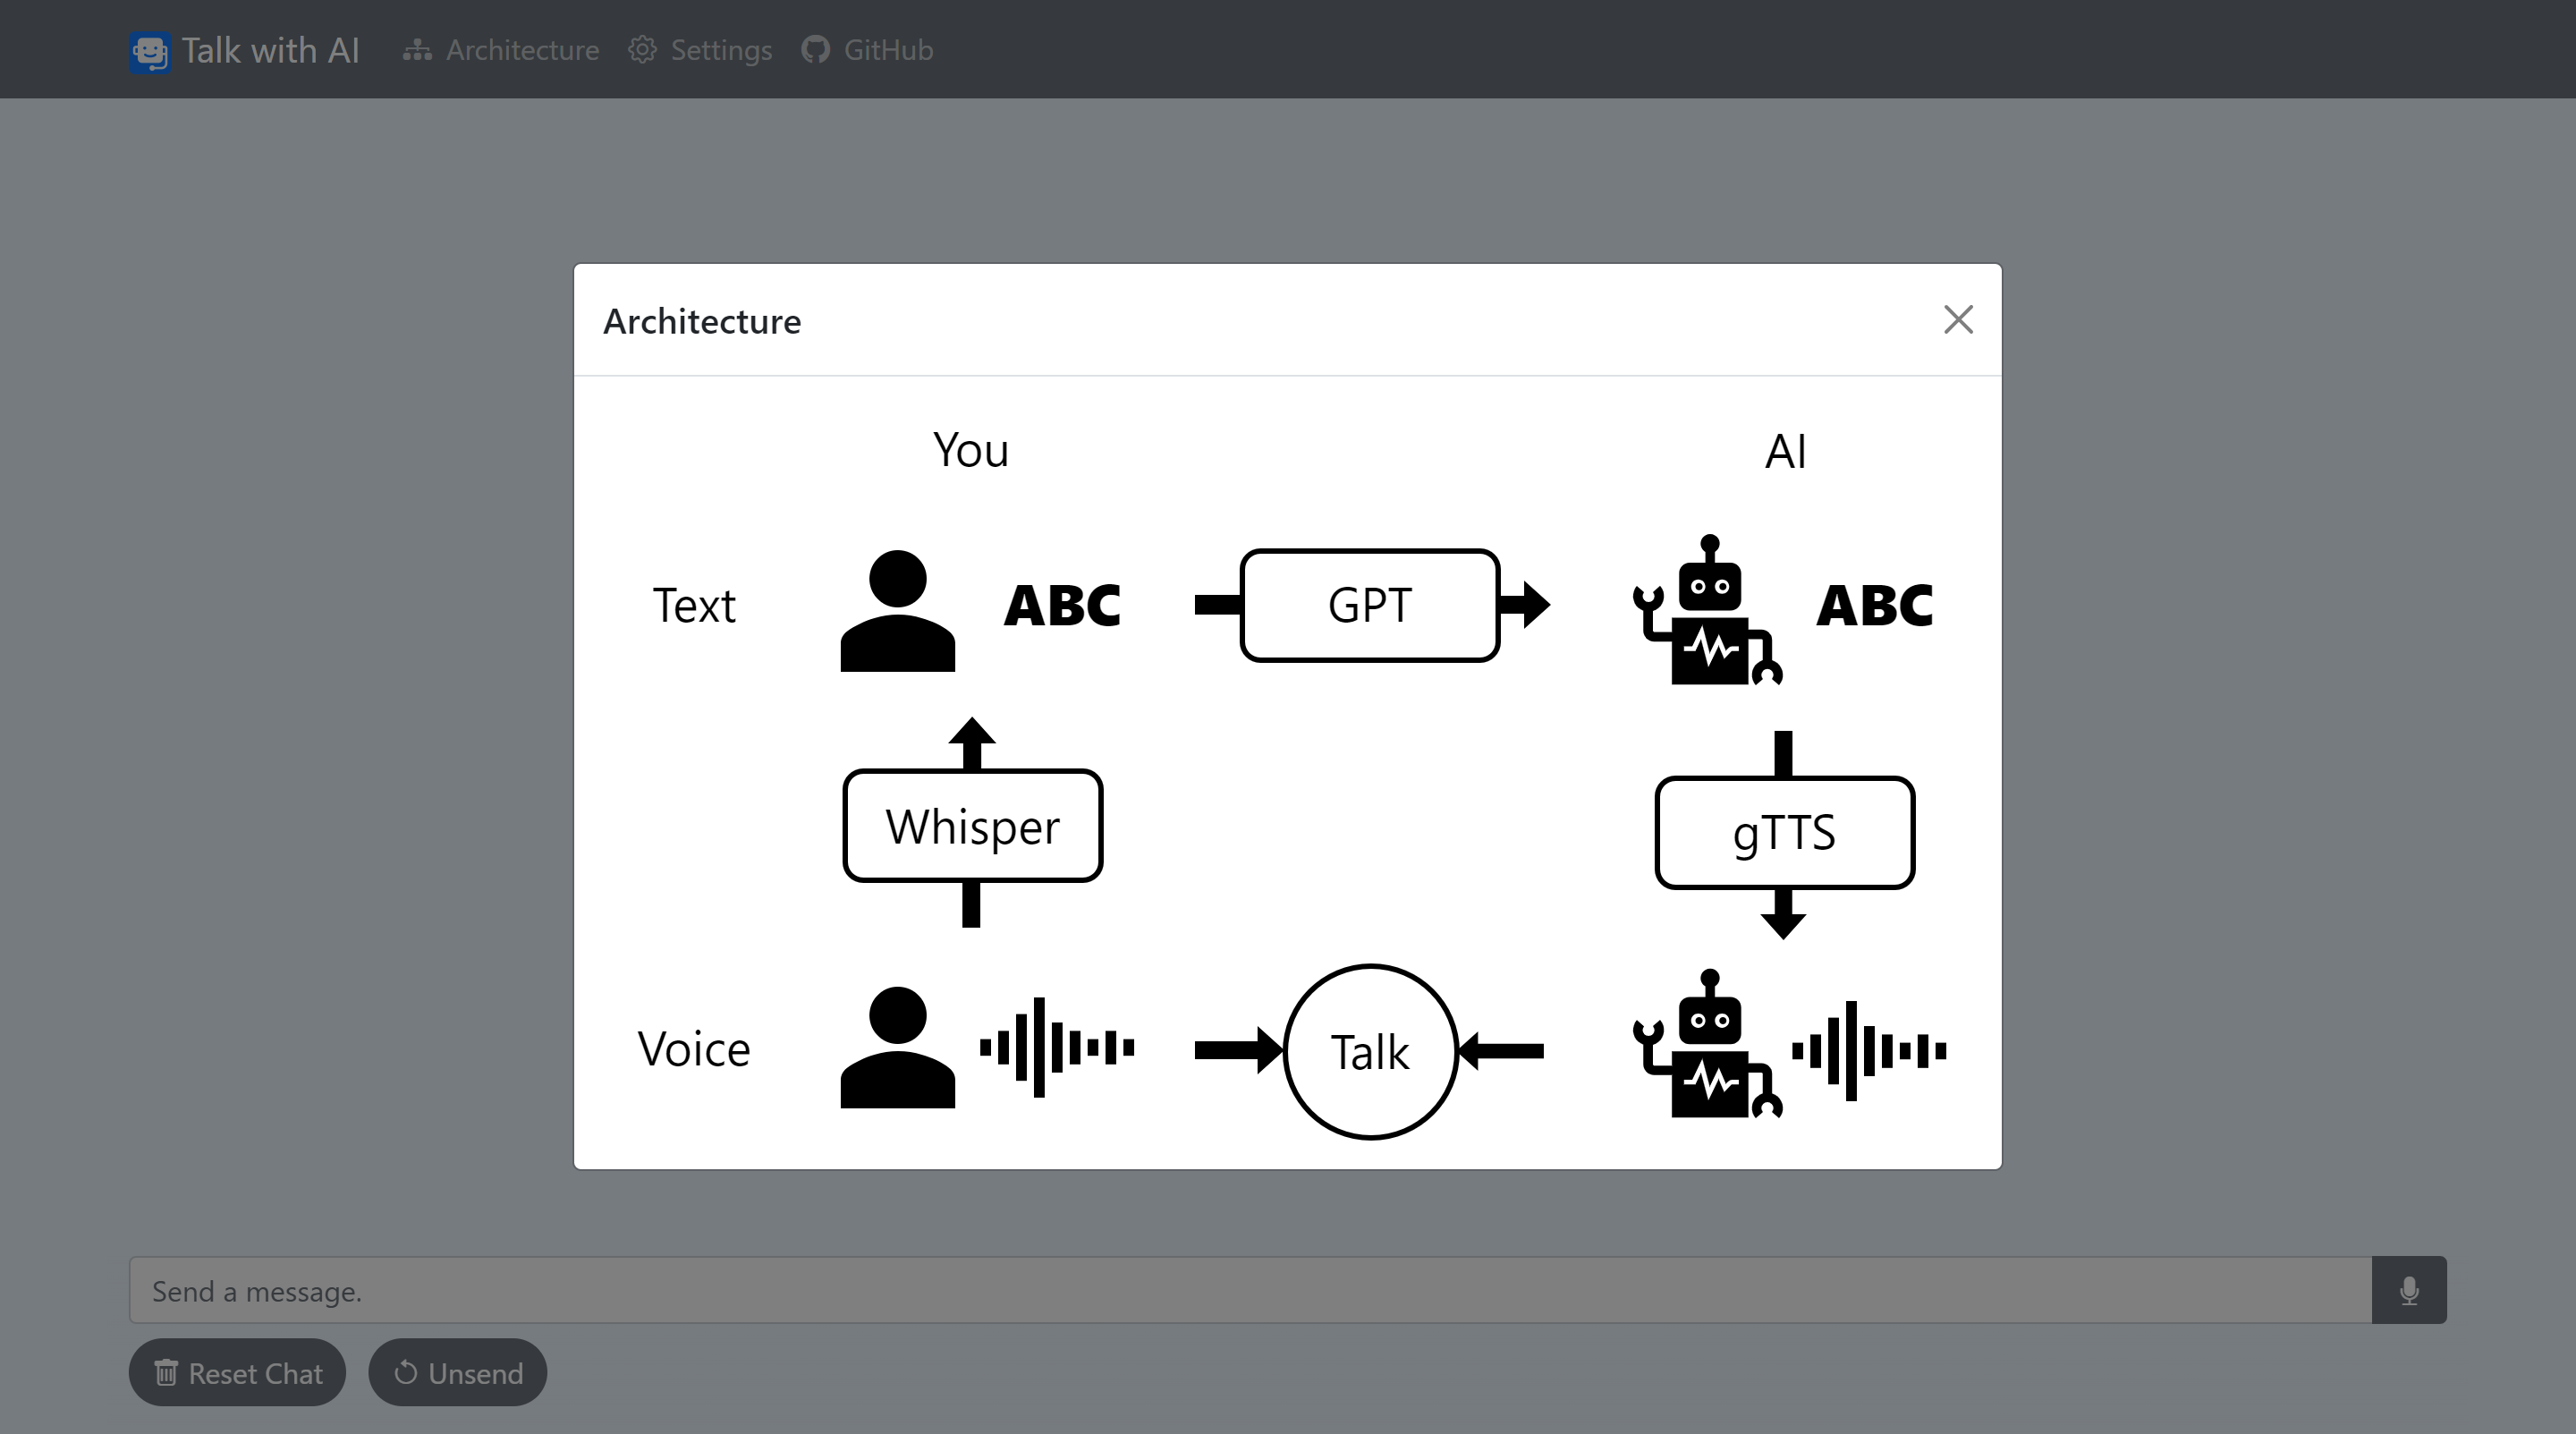 Talk with AI Architecture Settings GitHub
Architecture
You AI
Text ABC GPT ABC
Whisper gTTS
Voice Talk
Send a message.
Reset Chat Unsend